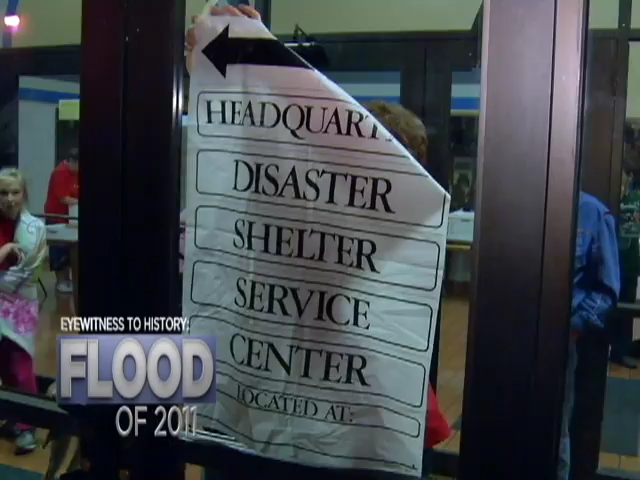 HEADQUART
DISASTER
SHELTER
SERVICE
CENTER
LOCATED AT:
EYEWITNESS TO HISTORY:
FLOOD
OF 2011